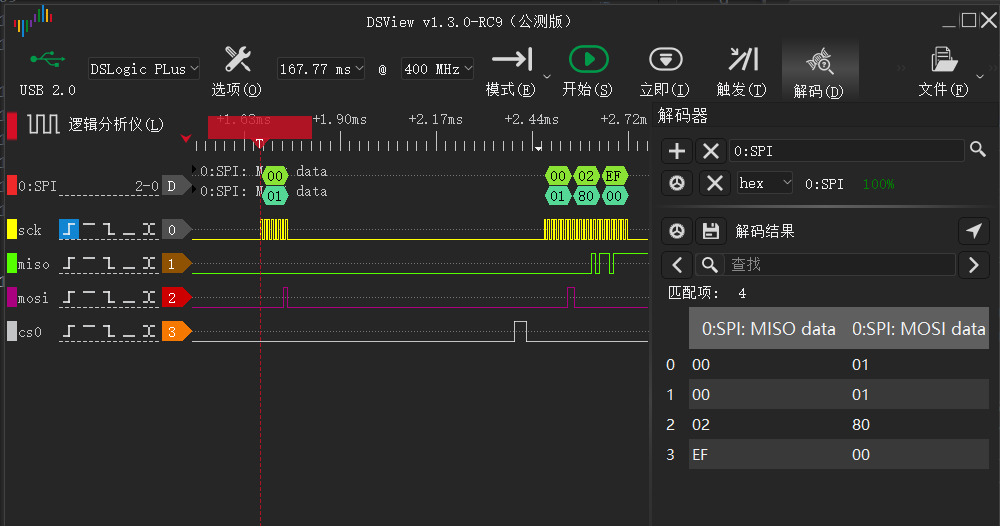 DSView v1.3.0-RC9（公测版）
USB 2.0
DSLogic PLus
选项(O)
167.77 ms
@
400 MHz
模式(E)
开始(S)
立即(I)
触发(T)
解码(D)
文件(F)
逻辑分析仪(L)
+1.63ms +1.90ms +2.17ms +2.44ms +2.72ms
T
0:SPI 2-0 D
0:SPI: M 00 data 00 02 EF
0:SPI: M 01 data 01 80 00
sck 0
miso 1
mosi 2
cs0 3
解码器
0:SPI
hex 0:SPI 100%
解码结果
查找
匹配项: 4
0:SPI: MISO data 0:SPI: MOSI data
0 00 01
1 00 01
2 02 80
3 EF 00